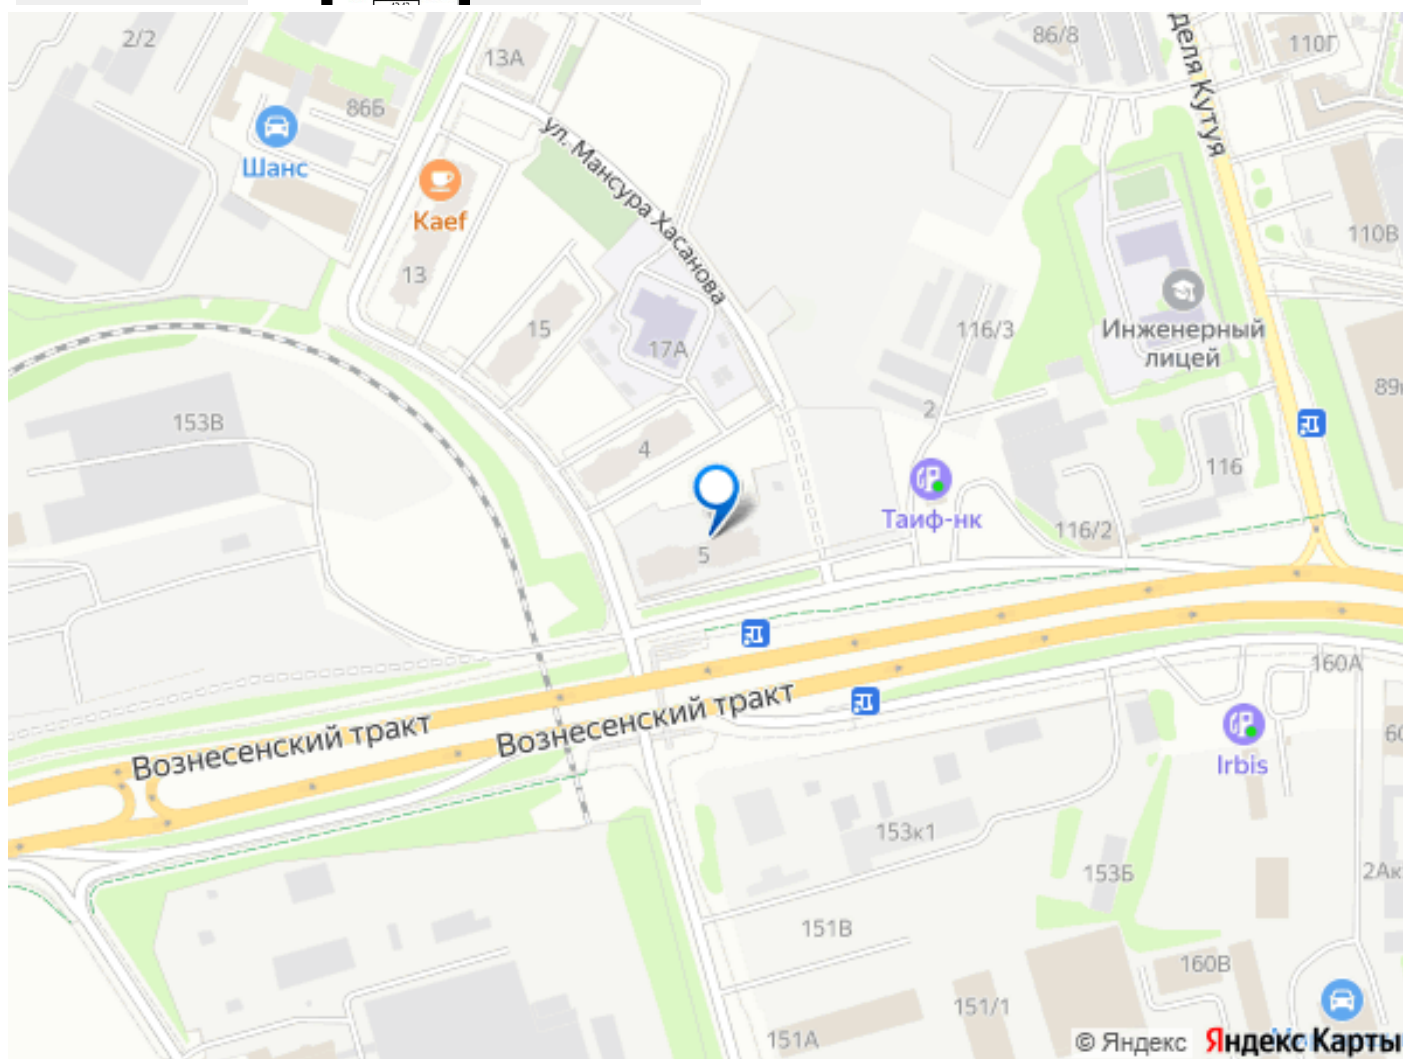 2/2
13А
86/8
110Г
деля Кутуя
86Б
Шанс
ул. Мансура Хасанова
Kaef
110В
13
15
17А
116/3
Инженерный
лицей
2
153В
4
116
Таиф-нк
116/2
5
160А
Вознесенский тракт
Вознесенский тракт
Irbis
153к1
153Б
2Ак
151В
160В
151/1
151А
© Яндекс
Яндекс Карты